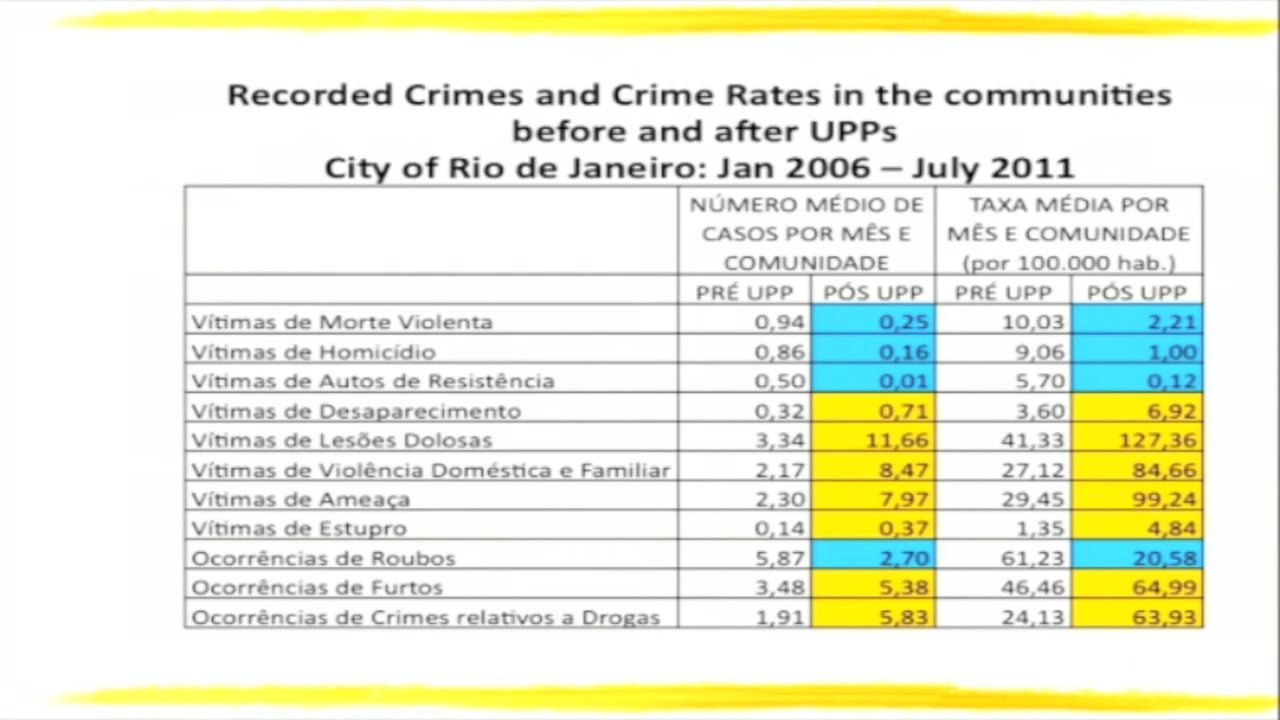 Recorded Crimes and Crime Rates in the communities
before and after UPPs
City of Rio de Janeiro: Jan 2006 – July 2011
NÚMERO MÉDIO DE CASOS POR MÊS E COMUNIDADE TAXA MÉDIA POR MÊS E COMUNIDADE (por 100.000 hab.)
PRÉ UPP PÓS UPP PRÉ UPP PÓS UPP
Vítimas de Morte Violenta 0,94 0,25 10,03 2,21
Vítimas de Homicídio 0,86 0,16 9,06 1,00
Vítimas de Autos de Resistência 0,50 0,01 5,70 0,12
Vítimas de Desaparecimento 0,32 0,71 3,60 6,92
Vítimas de Lesões Dolosas 3,34 11,66 41,33 127,36
Vítimas de Violência Doméstica e Familiar 2,17 8,47 27,12 84,66
Vítimas de Ameaça 2,30 7,97 29,45 99,24
Vítimas de Estupro 0,14 0,37 1,35 4,84
Ocorrências de Roubos 5,87 2,70 61,23 20,58
Ocorrências de Furtos 3,48 5,38 46,46 64,99
Ocorrências de Crimes relativos a Drogas 1,91 5,83 24,13 63,93